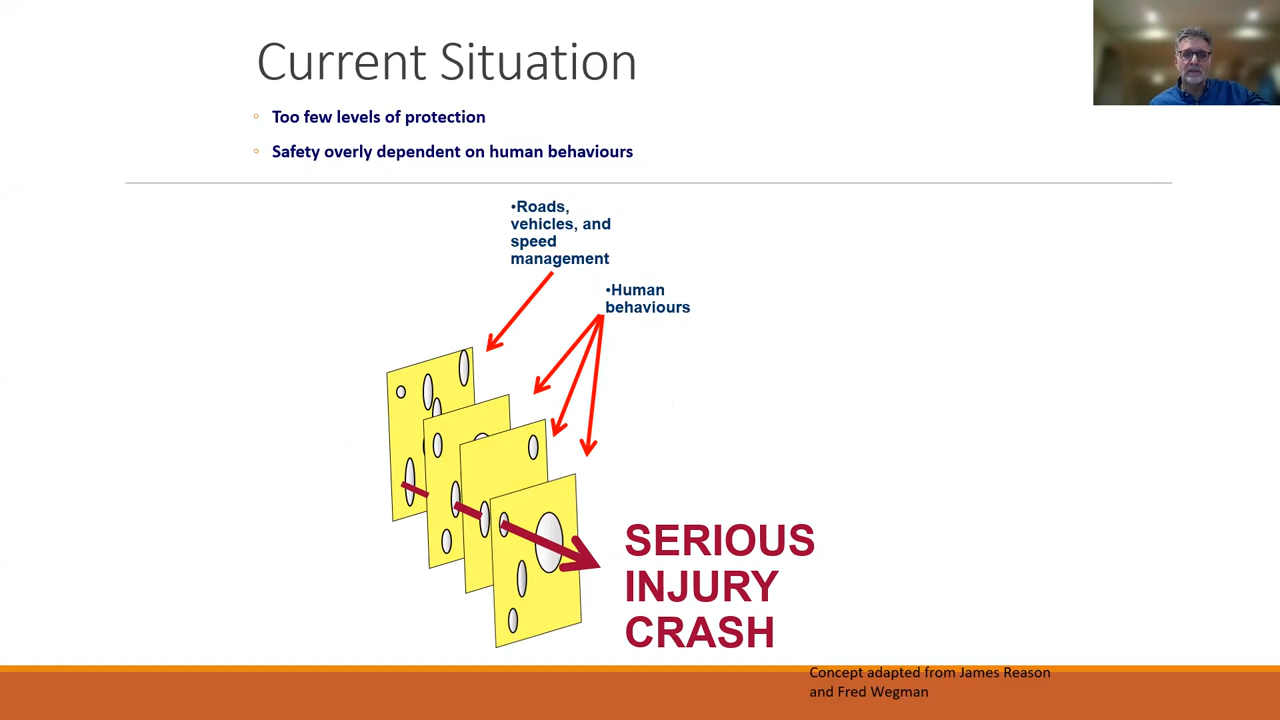 Current Situation
Too few levels of protection
Safety overly dependent on human behaviours
•Roads,
vehicles, and
speed
management
•Human
behaviours
SERIOUS
INJURY
CRASH
Concept adapted from James Reason
and Fred Wegman